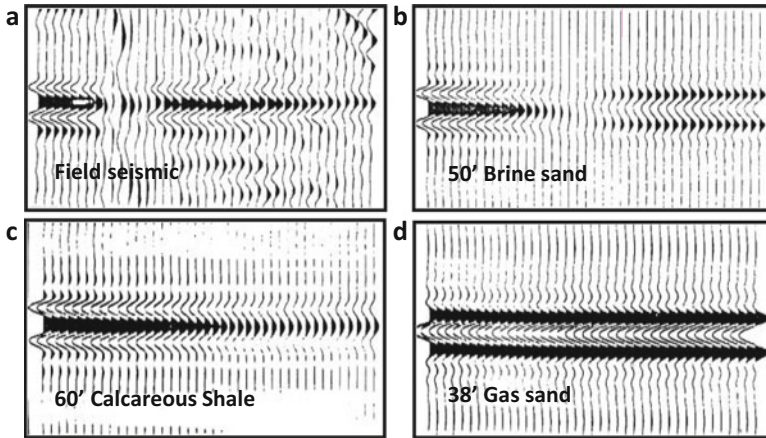 a
Field seismic
b
50' Brine sand
c
60' Calcareous Shale
d
38' Gas sand